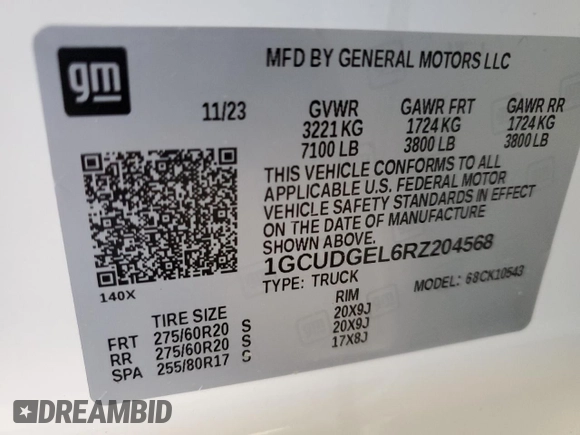 gm
MFD BY GENERAL MOTORS LLC
11/23 GVWR GAWR FRT GAWR RR
3221 KG 1724 KG 1724 KG
7100 LB 3800 LB 3800 LB
THIS VEHICLE CONFORMS TO ALL
APPLICABLE U.S. FEDERAL MOTOR
VEHICLE SAFETY STANDARDS IN EFFECT
ON THE DATE OF MANUFACTURE
SHOWN ABOVE.
1GCUDGEL6RZ204568
140X TYPE: TRUCK MODEL: 68CK10543
TIRE SIZE RIM
FRT 275/60R20 S 20X9J
RR 275/60R20 S 20X9J
SPA 255/80R17 S 17X8J
DREAMBID